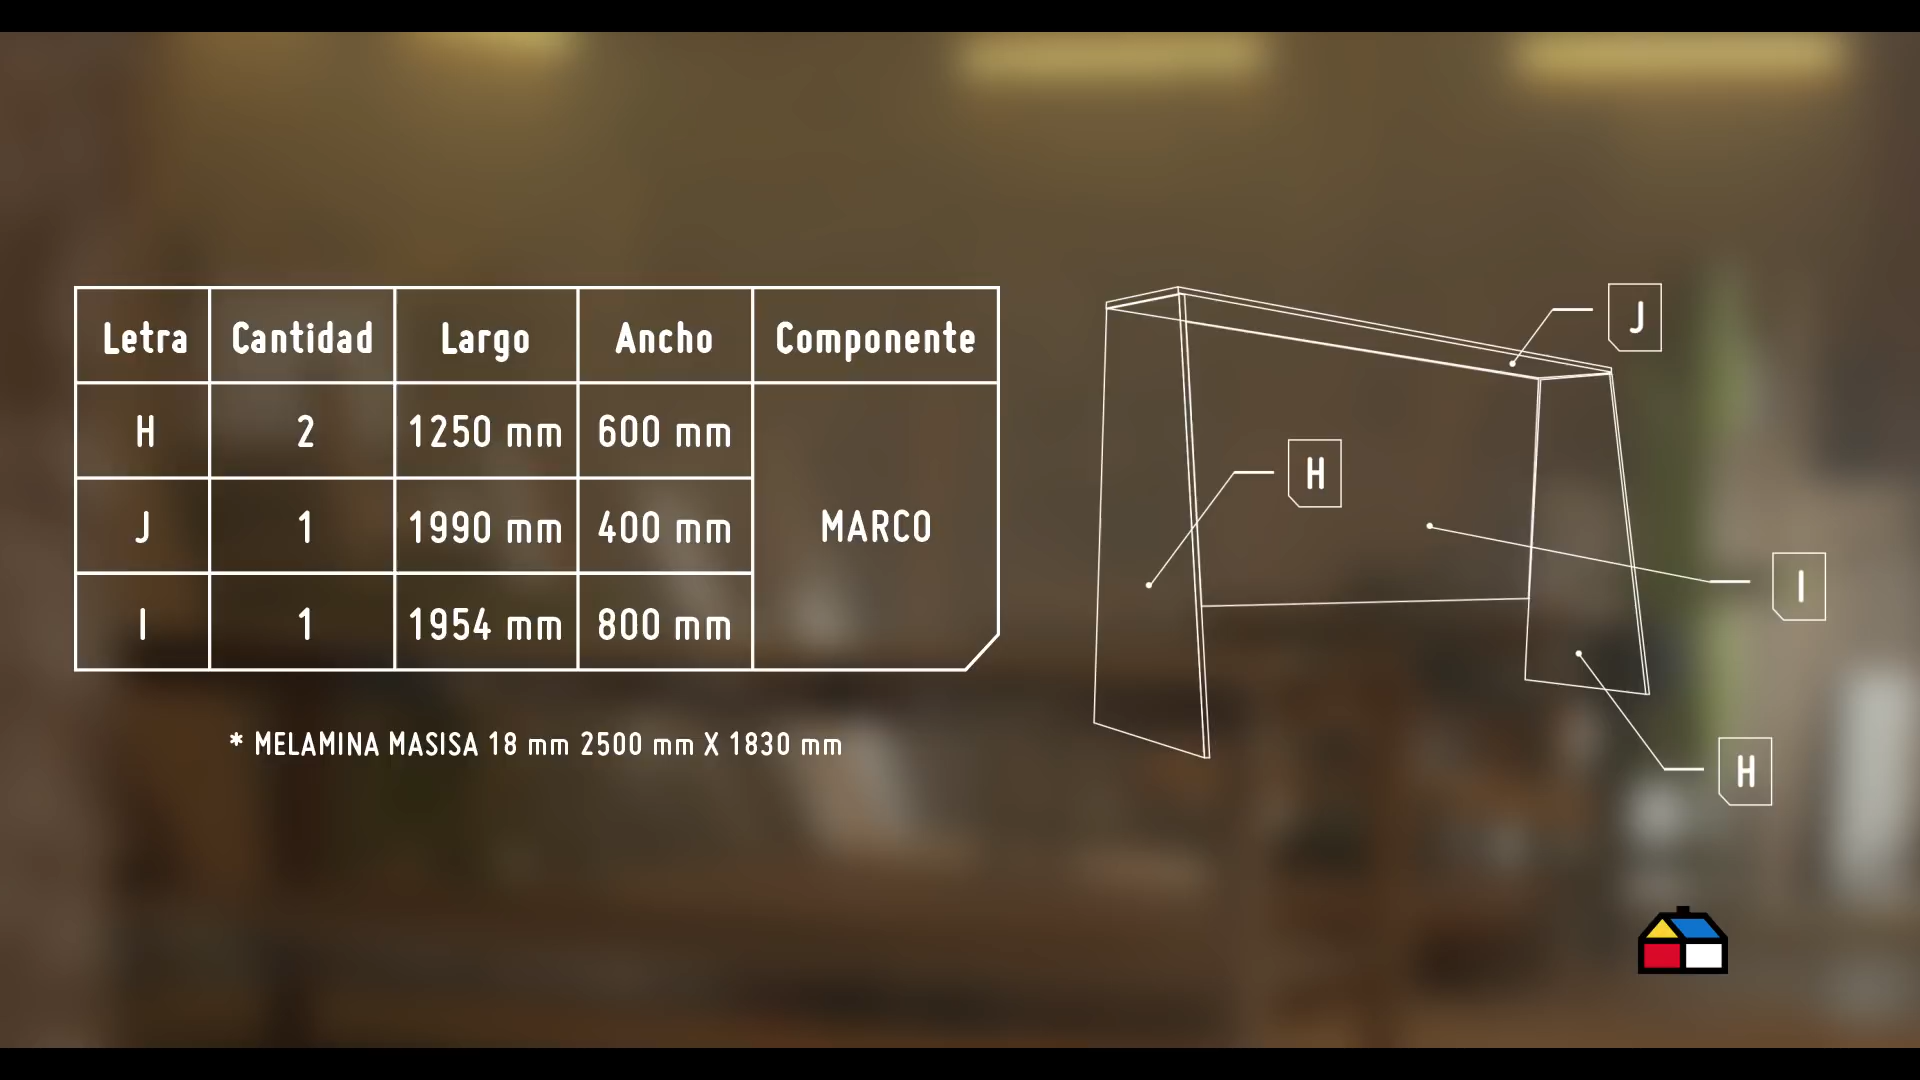 Letra Cantidad Largo Ancho Componente
H 2 1250 mm 600 mm
J 1 1990 mm 400 mm MARCO
I 1 1954 mm 800 mm
* MELAMINA MASISA 18 mm 2500 mm X 1830 mm
J
H
I
H